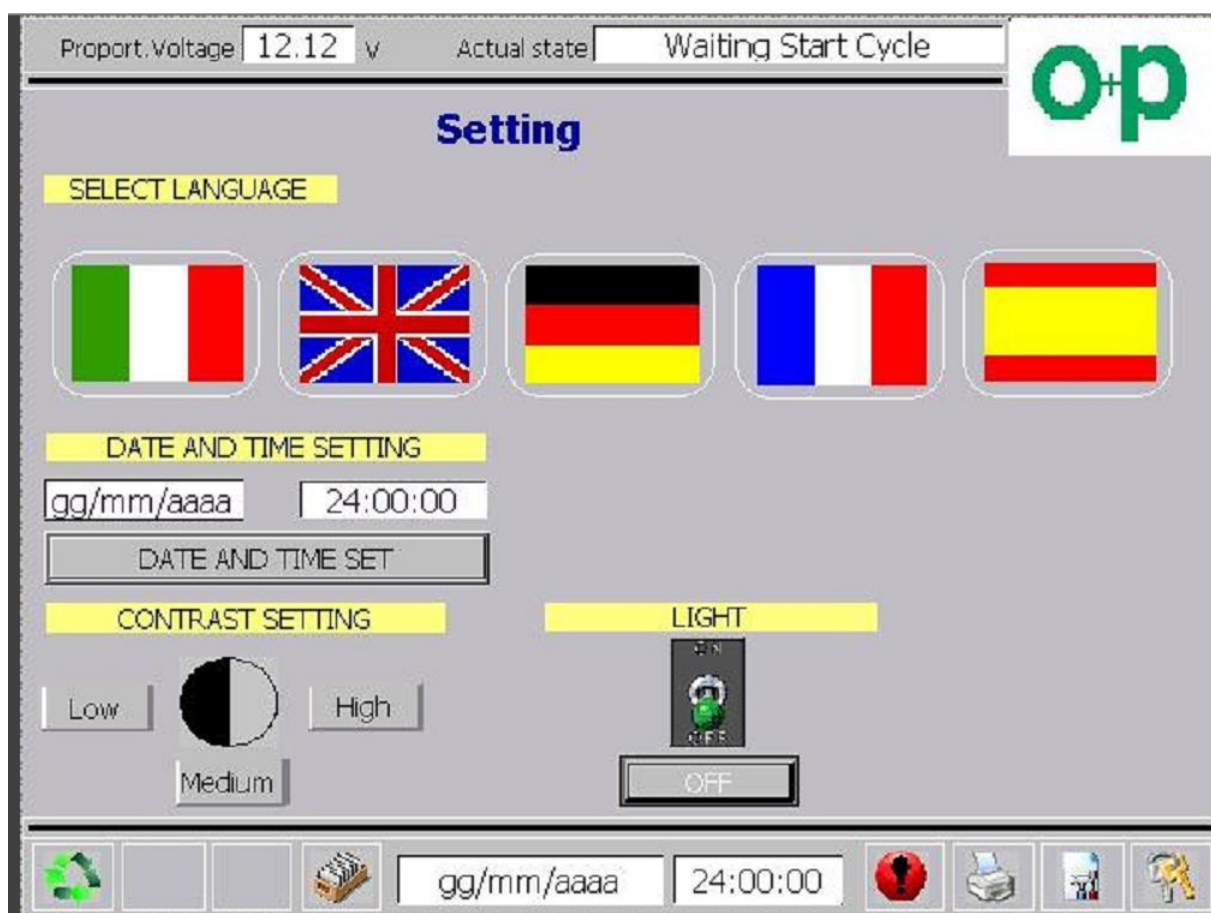 Proport.Voltage 12.12 v Actual state Waiting Start Cycle
o+p
Setting
SELECT LANGUAGE
DATE AND TIME SETTING
gg/mm/aaaa 24:00:00
DATE AND TIME SET
CONTRAST SETTING LIGHT
ON
Low High
OFF
Medium OFF
gg/mm/aaaa 24:00:00